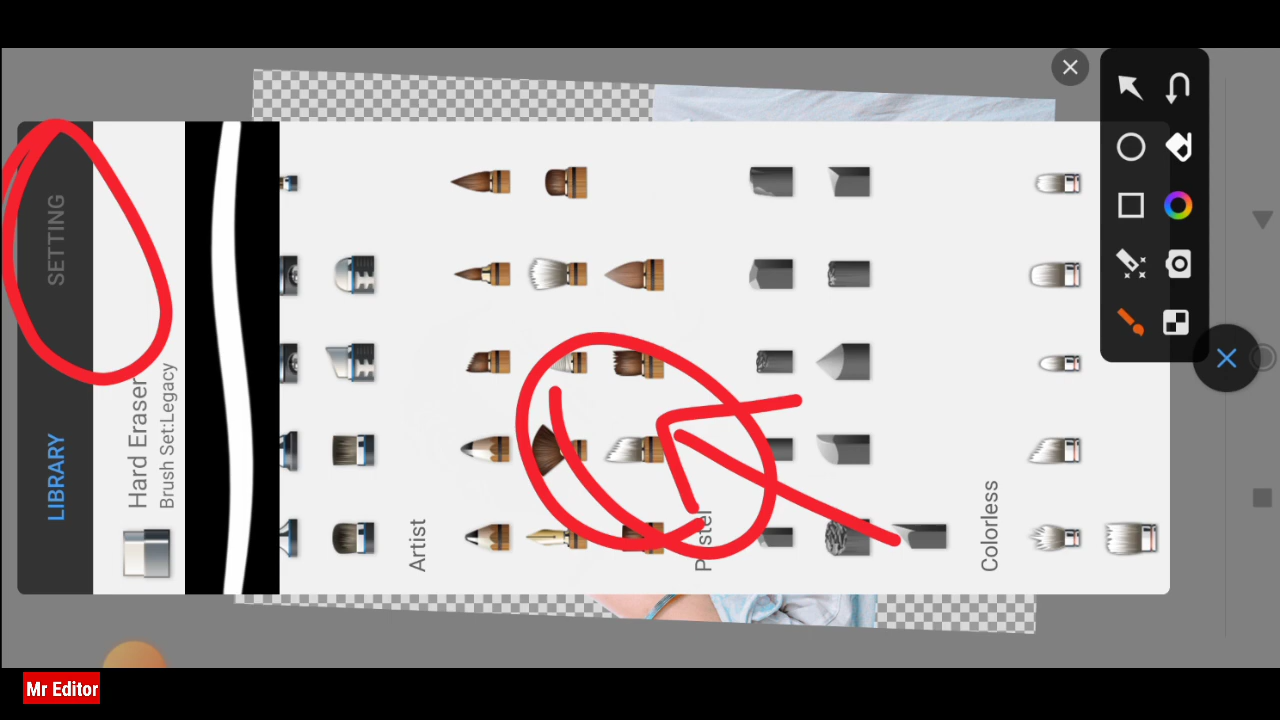 LIBRARY
SETTING
Hard Eraser
Brush Set:Legacy
Artist
Pastel
Colorless
Mr Editor